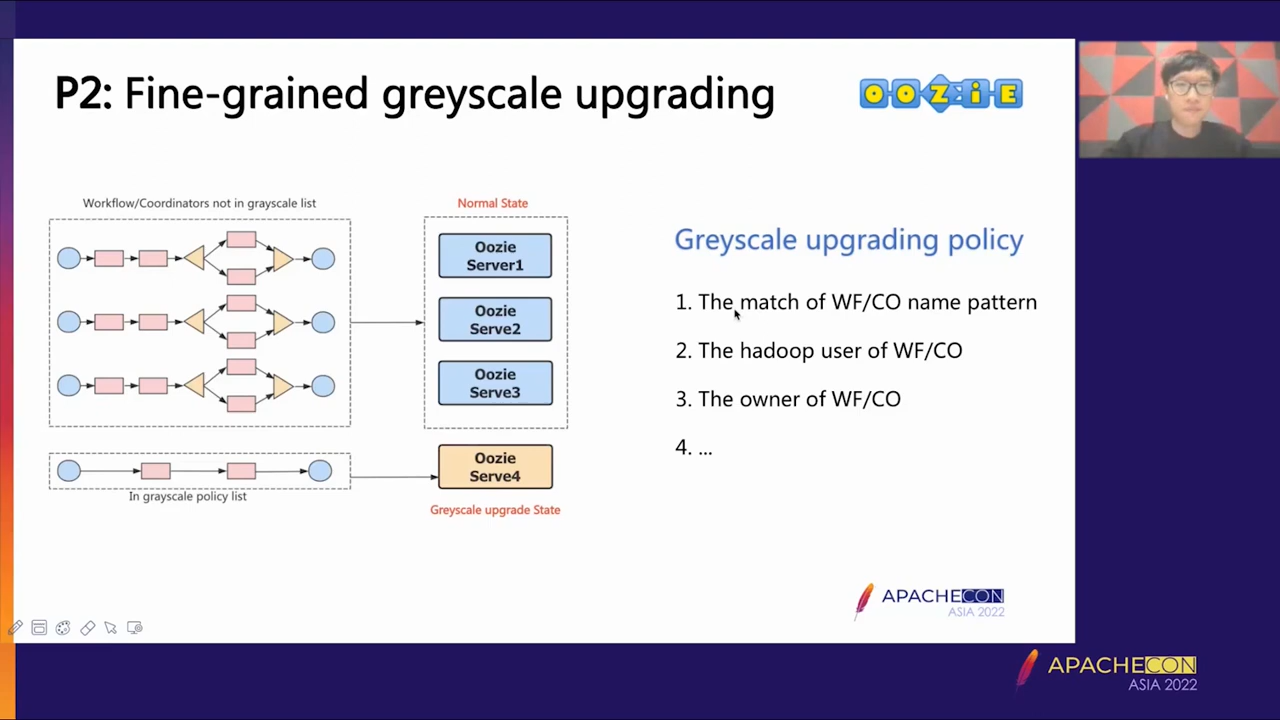 P2: Fine-grained greyscale upgrading
OOZiE
Workflow/Coordinators not in grayscale list
Normal State
Oozie
Server1
Oozie
Serve2
Oozie
Serve3
Oozie
Serve4
In grayscale policy list
Greyscale upgrade State
Greyscale upgrading policy
1. The match of WF/CO name pattern
2. The hadoop user of WF/CO
3. The owner of WF/CO
4. ...
APACHECON
ASIA 2022
APACHECON
ASIA 2022